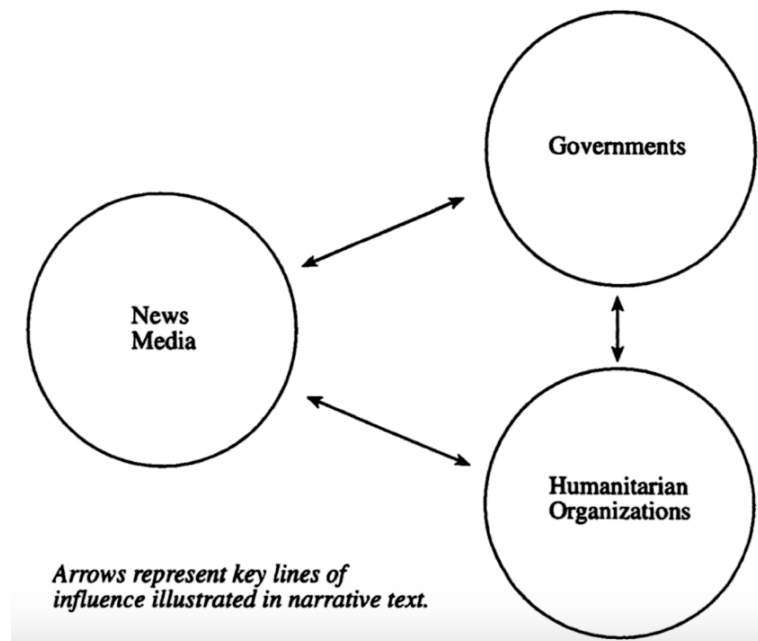 Governments
News
Media
Humanitarian
Organizations
Arrows represent key lines of
influence illustrated in narrative text.